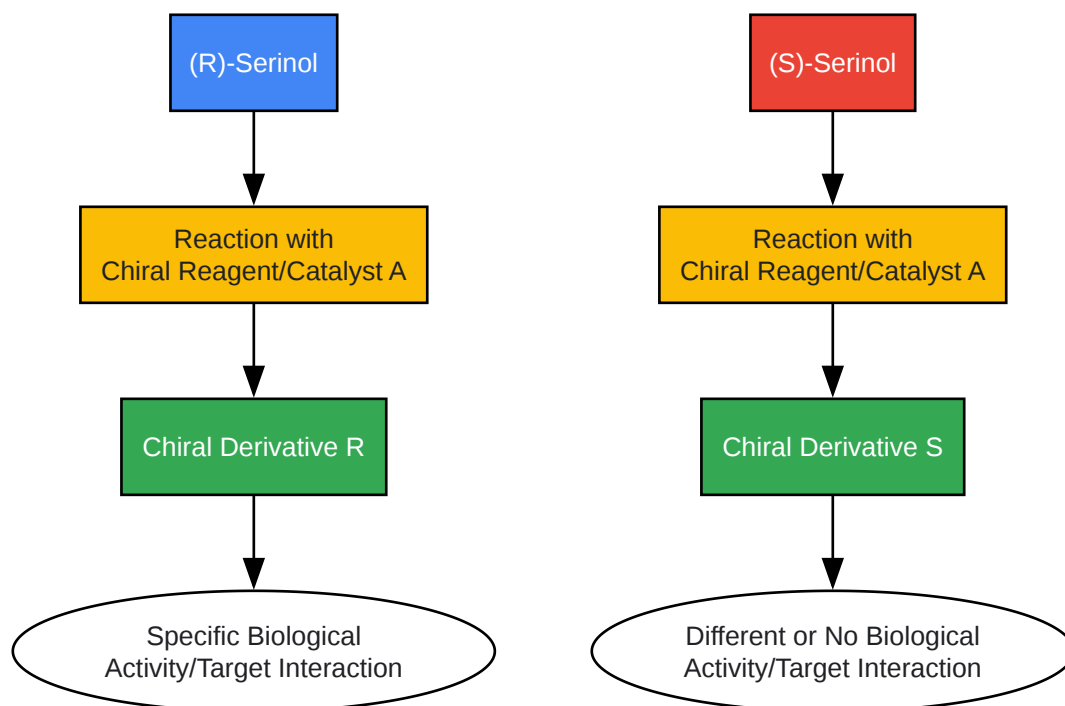 (R)-Serinol
(S)-Serinol
Reaction with
Chiral Reagent/Catalyst A
Reaction with
Chiral Reagent/Catalyst A
Chiral Derivative R
Chiral Derivative S
Specific Biological
Activity/Target Interaction
Different or No Biological
Activity/Target Interaction